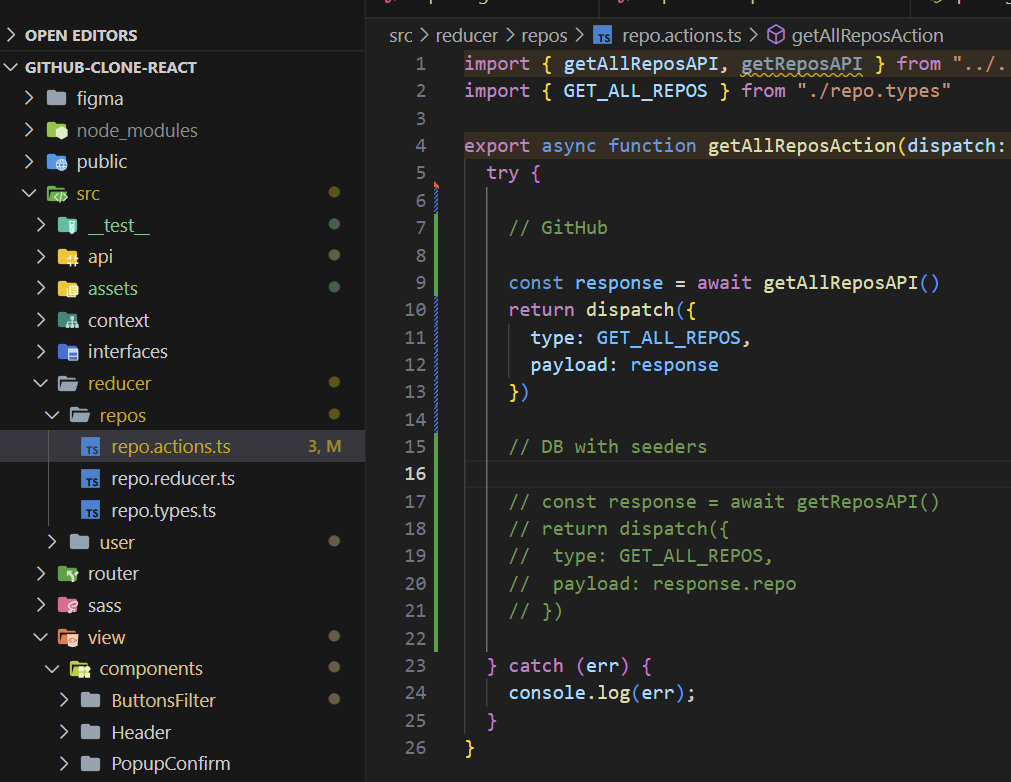 OPEN EDITORS
GITHUB-CLONE-REACT
figma
node_modules
public
src
__test__
api
assets
context
interfaces
reducer
repos
repo.actions.ts 3, M
repo.reducer.ts
repo.types.ts
user
router
sass
view
components
ButtonsFilter
Header
PopupConfirm
src > reducer > repos > TS repo.actions.ts > getAllReposAction
1 import { getAllReposAPI, getReposAPI } from "../.
2 import { GET_ALL_REPOS } from "./repo.types"
3
4 export async function getAllReposAction(dispatch:
5 try {
6
7 // GitHub
8
9 const response = await getAllReposAPI()
10 return dispatch({
11 type: GET_ALL_REPOS,
12 payload: response
13 })
14
15 // DB with seeders
16
17 // const response = await getReposAPI()
18 // return dispatch({
19 //  type: GET_ALL_REPOS,
20 //  payload: response.repo
21 // })
22
23 } catch (err) {
24 console.log(err);
25 }
26 }